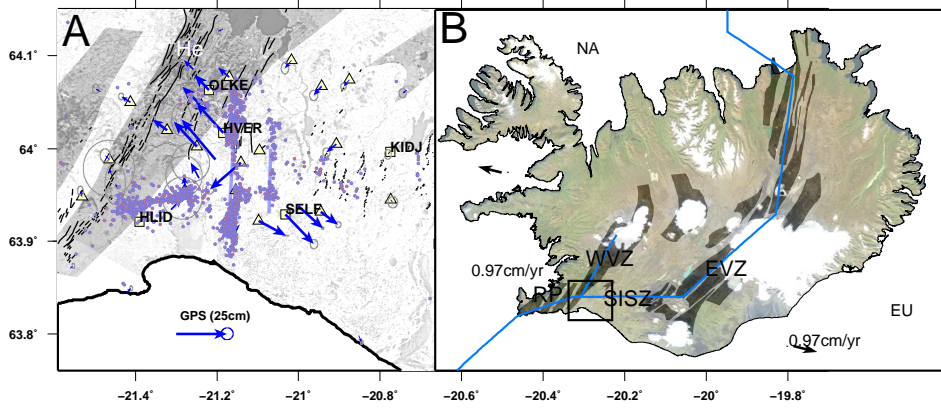 A
He
OLKE
HVER
KIDJ
HLID
SELF
GPS (25cm)
64.1˚
64˚
63.9˚
63.8˚
−21.4˚
−21.2˚
−21˚
−20.8˚
B
NA
0.97cm/yr
WVZ
EVZ
RP
SISZ
EU
0.97cm/yr
−20.6˚
−20.4˚
−20.2˚
−20˚
−19.8˚